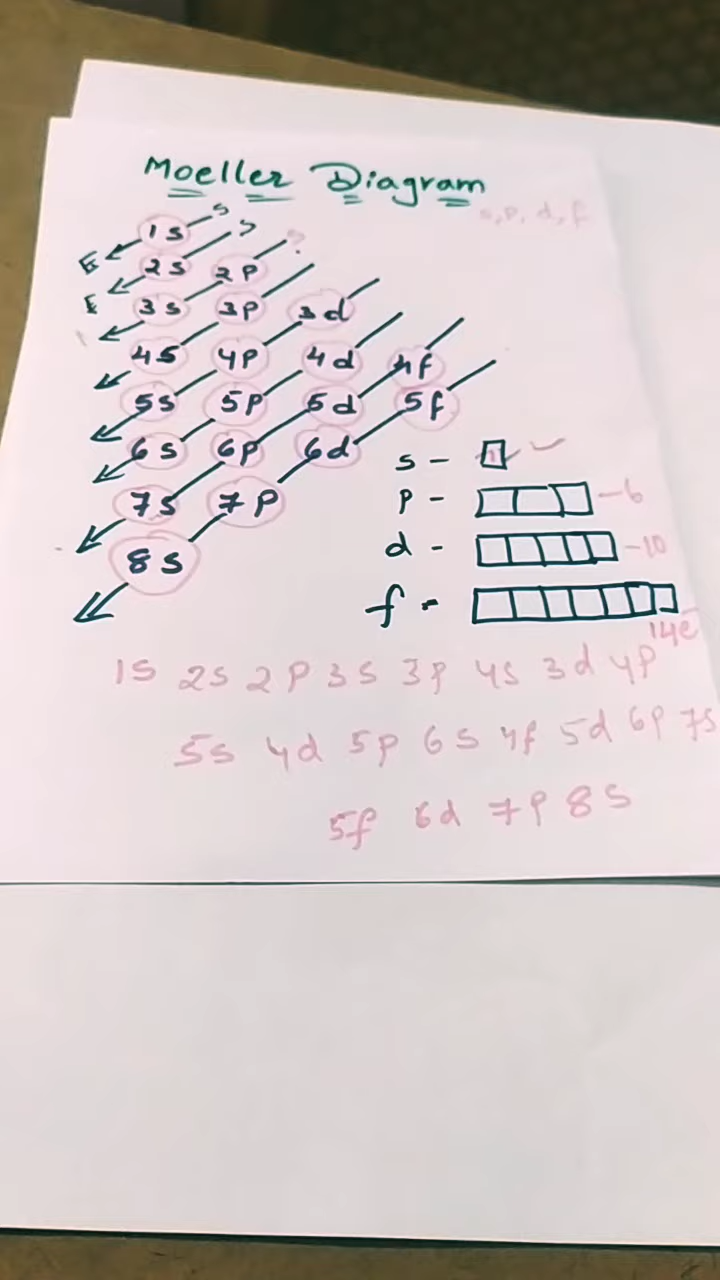 Moeller Diagram
s, p, d, f
1s s
2s 2p
3s 3p 3d
4s 4p 4d 4f
5s 5p 5d 5f
6s 6p 6d
7s 7p
8s
s -
p - - 6
d - - 10
f - 14e
1s 2s 2p 3s 3p 4s 3d 4p
5s 4d 5p 6s 4f 5d 6p 7s
5f 6d 7p 8s